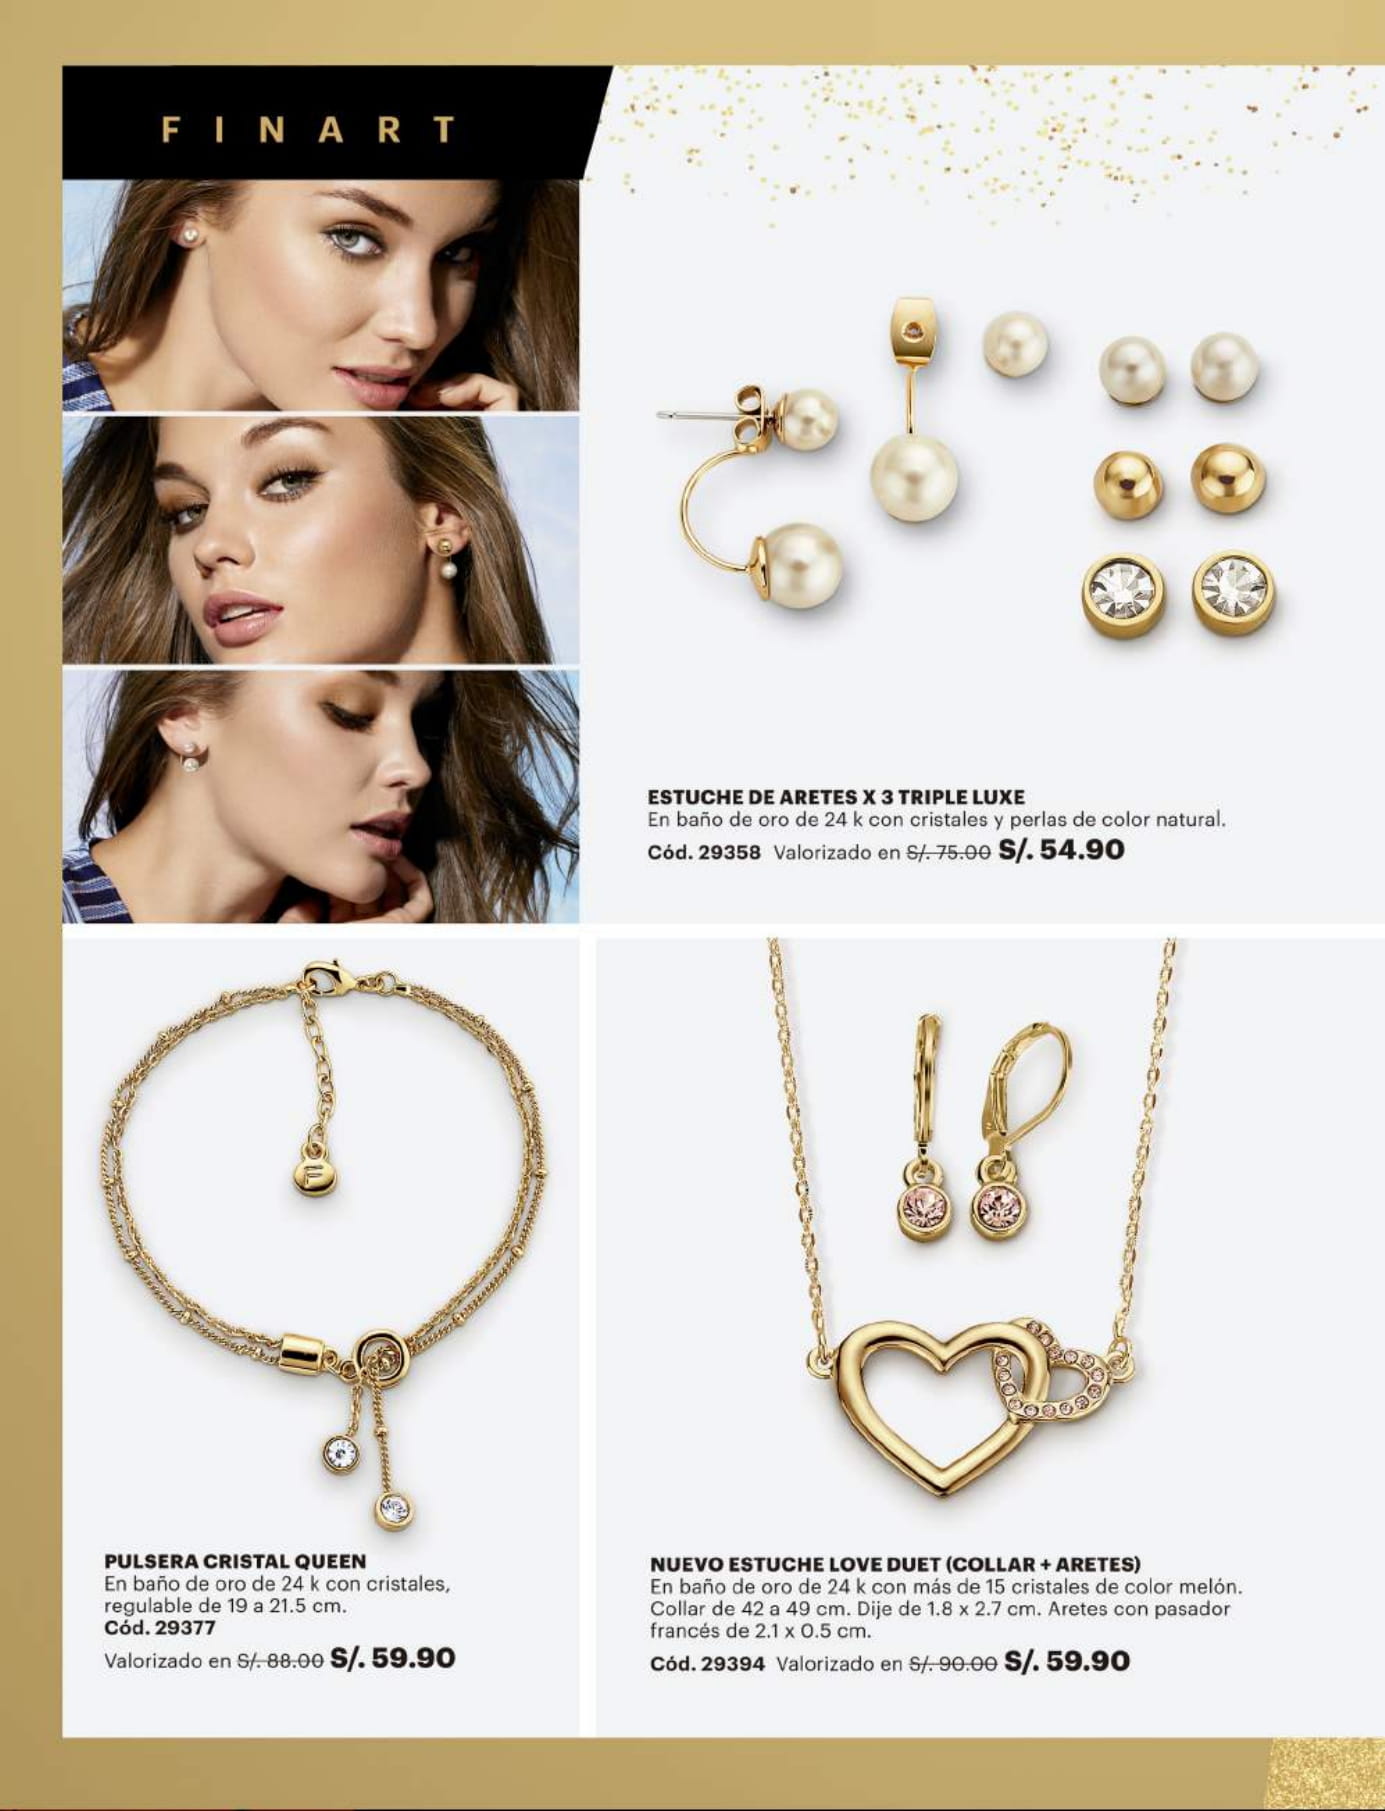 FINART
ESTUCHE DE ARETES X 3 TRIPLE LUXE
En baño de oro de 24 k con cristales y perlas de color natural.
Cód. 29358 Valorizado en S/. 75.00 S/. 54.90
F
PULSERA CRISTAL QUEEN
En baño de oro de 24 k con cristales,
regulable de 19 a 21.5 cm.
Cód. 29377
Valorizado en S/. 88.00 S/. 59.90
NUEVO ESTUCHE LOVE DUET (COLLAR + ARETES)
En baño de oro de 24 k con más de 15 cristales de color melón.
Collar de 42 a 49 cm. Dije de 1.8 x 2.7 cm. Aretes con pasador
francés de 2.1 x 0.5 cm.
Cód. 29394 Valorizado en S/. 90.00 S/. 59.90